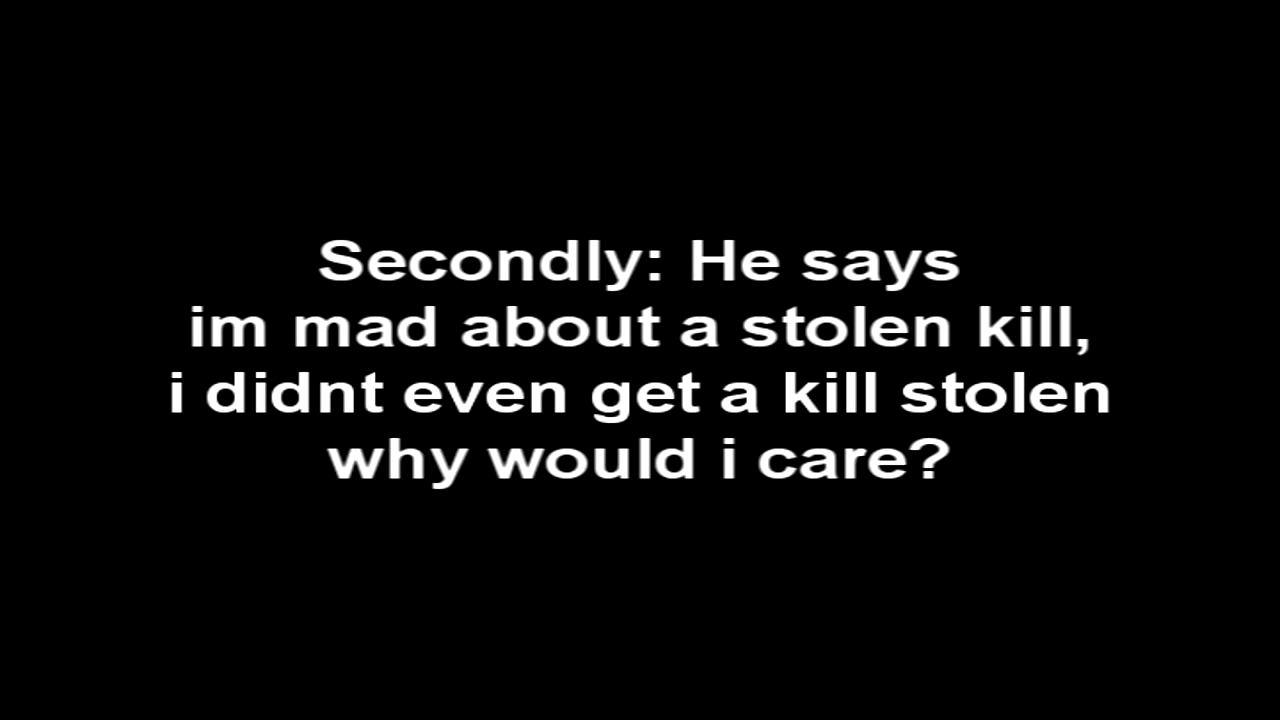 Secondly: He says
im mad about a stolen kill,
i didnt even get a kill stolen
why would i care?